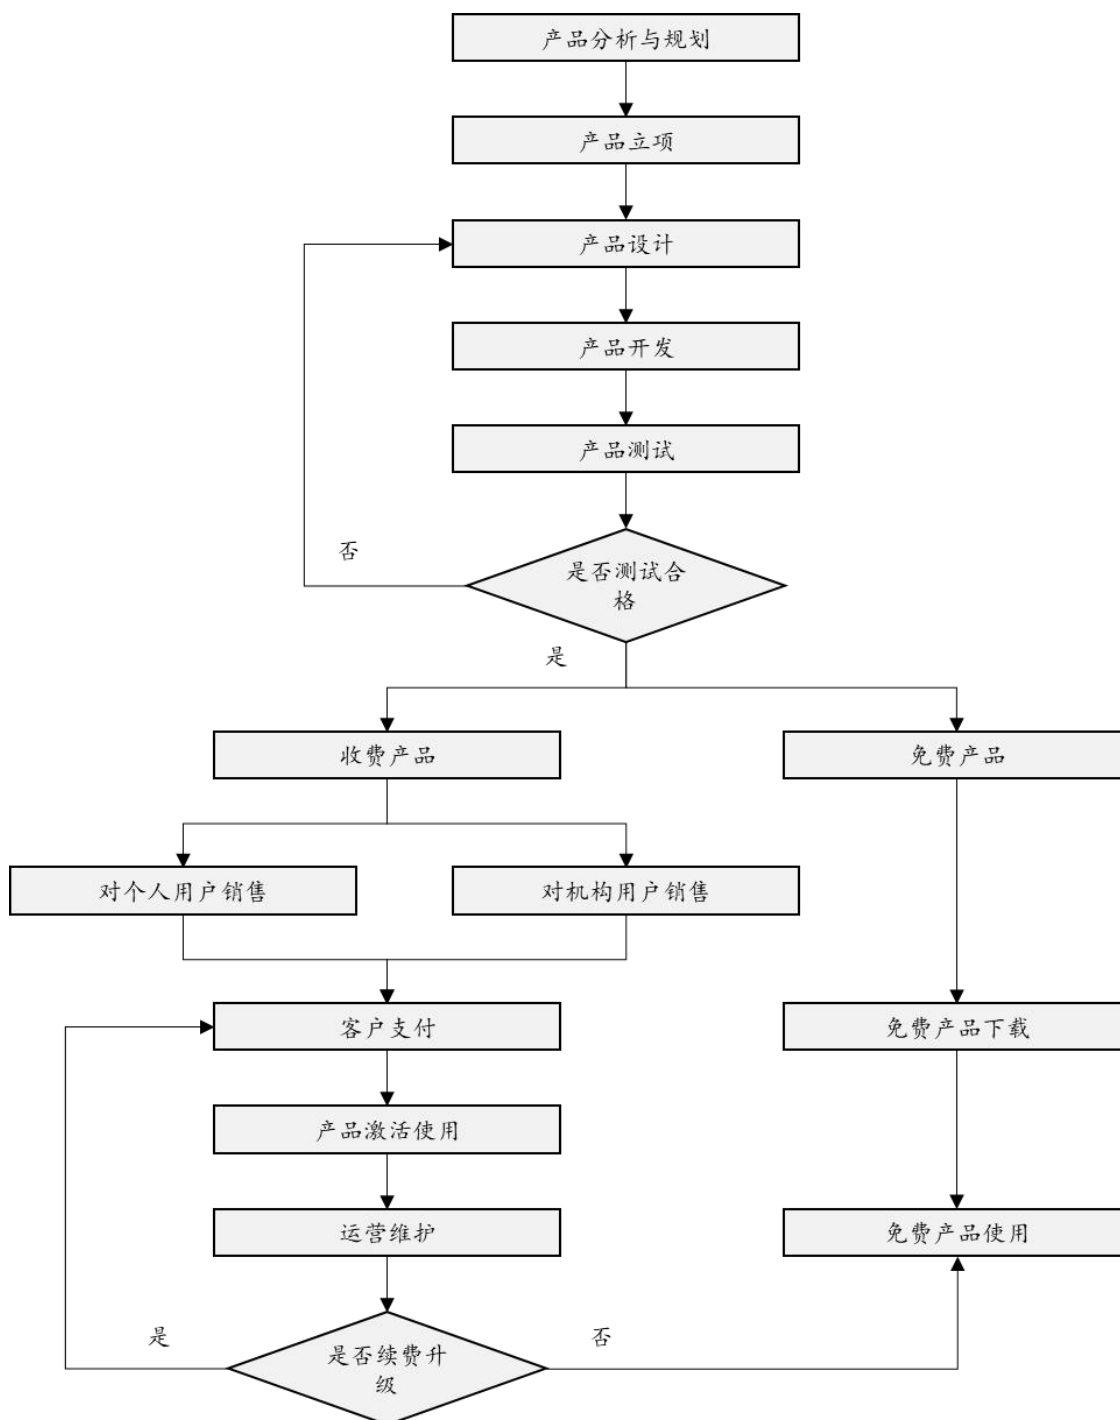 产品分析与规划
产品立项
产品设计
产品开发
产品测试
否
是否测试合
格
是
收费产品
免费产品
对个人用户销售
对机构用户销售
客户支付
免费产品下载
产品激活使用
运营维护
免费产品使用
是
否
是否续费升
级